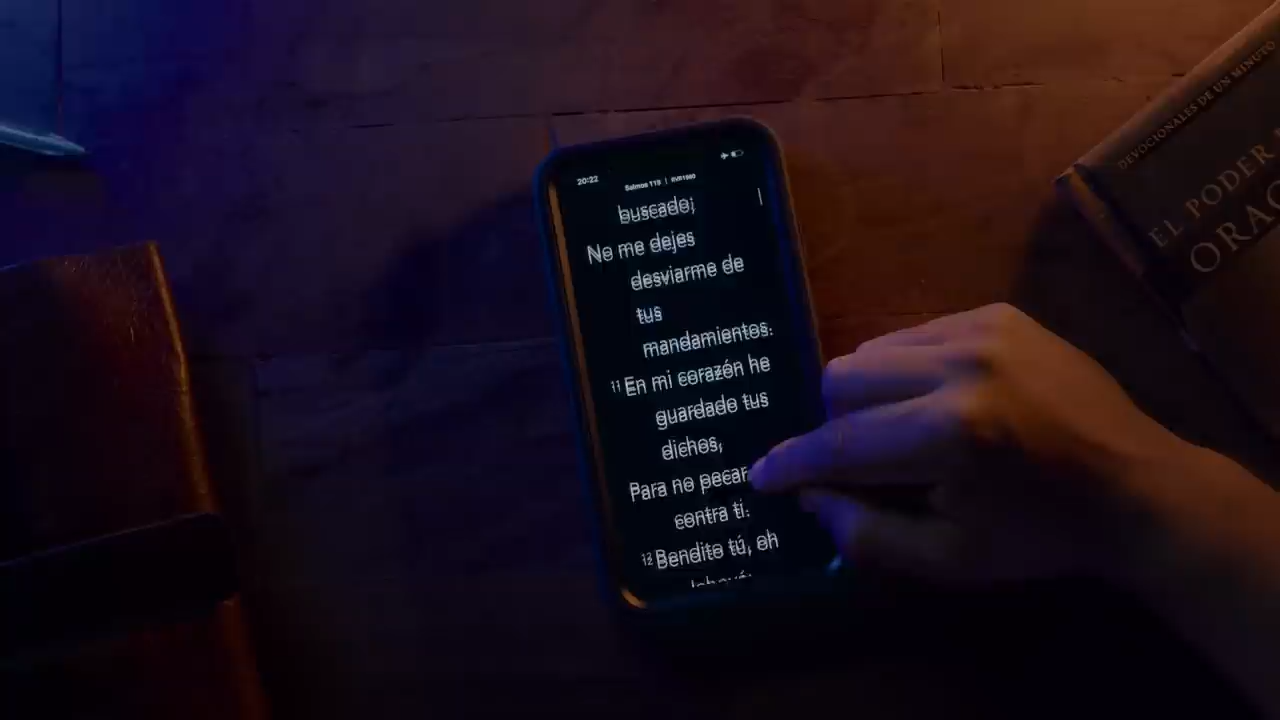 20:22
Salmos 119 | RVR1960
buscado;
No me dejes
desviarme de
tus
mandamientos.
11 En mi corazón he
guardado tus
dichos,
Para no pecar
contra ti.
12 Bendito tú, oh
Jehová;
DEVOCIONALES DE UN MINUTO
EL PODER